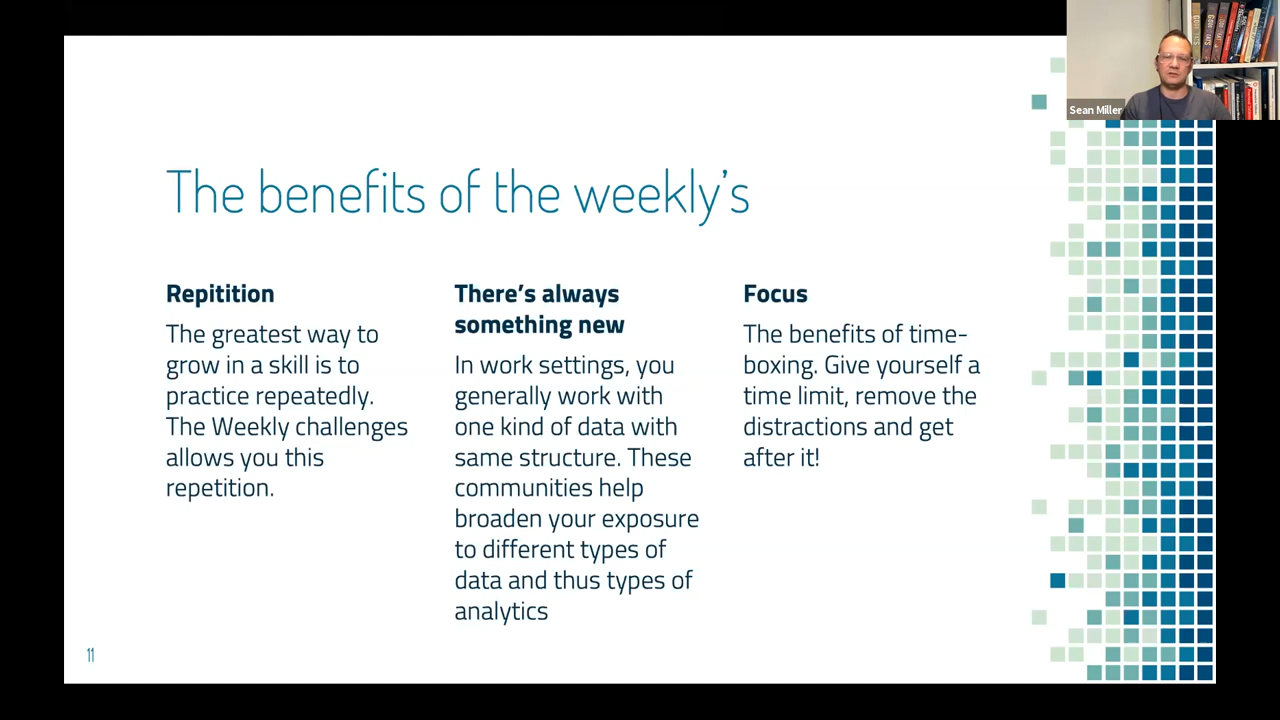 Sean Miller
The benefits of the weekly's
Repitition
The greatest way to
grow in a skill is to
practice repeatedly.
The Weekly challenges
allows you this
repetition.
There's always
something new
In work settings, you
generally work with
one kind of data with
same structure. These
communities help
broaden your exposure
to different types of
data and thus types of
analytics
Focus
The benefits of time-
boxing. Give yourself a
time limit, remove the
distractions and get
after it!
11